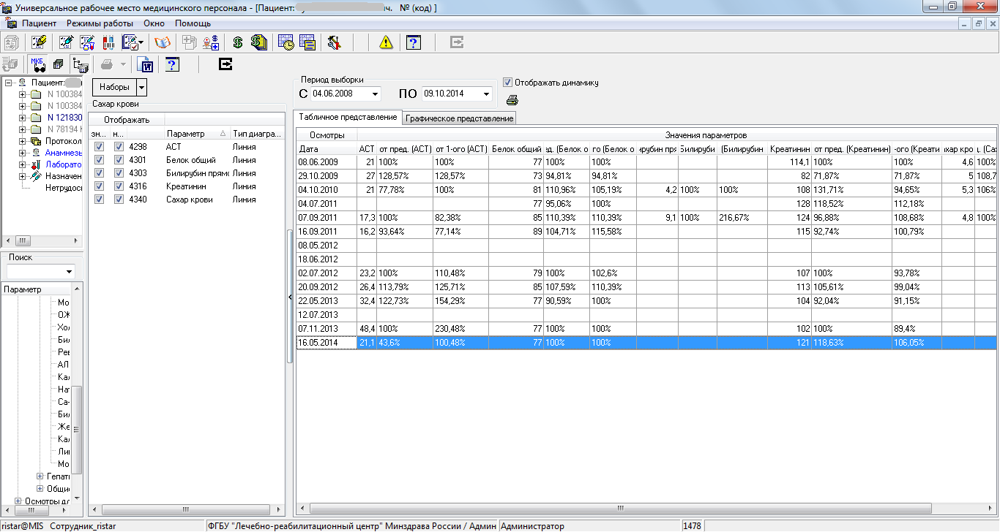 Универсальное рабочее место медицинского персонала - [Пациент: ич. № (код) ]
Пациент Режимы работы Окно Помощь
Пациент:
N 100384
N 100384
N 121830
N 78194
Протокол
Анамнезь
Лаборато
Назначен
Нетрудос
Поиск
Параметр
Мо
ОЖ
Хол
Бил
Рев
АЛ
Кал
Нат
Са-
Бил
Же
Кал
Ли
Мо
Гепат
Общие
Осмотры дл
Наборы
Сахар крови
Отображать
зн... н... Параметр Тип диагра...
4298 АСТ Линия
4301 Белок общий Линия
4303 Билирубин прямо Линия
4316 Креатинин Линия
4340 Сахар крови Линия
Период выборки
С 04.06.2008 ПО 09.10.2014
Отображать динамику
Табличное представление Графическое представление
Осмотры Значения параметров
Дата АСТ от пред. (АСТ) от 1-ого (АСТ) Белок общий д. (Белок о го (Белок о ирубин пря Билируби (Билирубин Креатинин от пред. (Креатинин) -ого (Креати хар кро д. (Сах
08.06.2009 21 100% 100% 77 100% 100% 114,1 4,6 100%
29.10.2009 27 128,57% 128,57% 73 94,81% 94,81% 82 71,87% 71,87% 5 108,7
04.10.2010 21 77,78% 100% 81 110,96% 105,19% 4,2 100% 100% 108 131,71% 94,65% 5,3 106%
04.07.2011 77 95,06% 100% 128 118,52% 112,18%
07.09.2011 17,3 100% 82,38% 85 110,39% 110,39% 9,1 100% 216,67% 124 96,88% 108,68% 4,8 100%
16.09.2011 16,2 93,64% 77,14% 89 104,71% 115,58% 115 92,74% 100,79%
08.05.2012
18.06.2012
02.07.2012 23,2 100% 110,48% 79 100% 102,6% 107 100% 93,78%
20.09.2012 26,4 113,79% 125,71% 85 107,59% 110,39% 113 105,61% 99,04%
22.05.2013 32,4 122,73% 154,29% 77 90,59% 100% 104 92,04% 91,15%
12.07.2013
07.11.2013 48,4 100% 230,48% 77 100% 100% 102 100% 89,4%
16.05.2014 21,1 43,6% 100,48% 77 100% 100% 121 118,63% 106,05%
ristar@MIS Сотрудник_ristar ФГБУ "Лечебно-реабилитационный центр" Минздрава России / Админ Администратор 1478